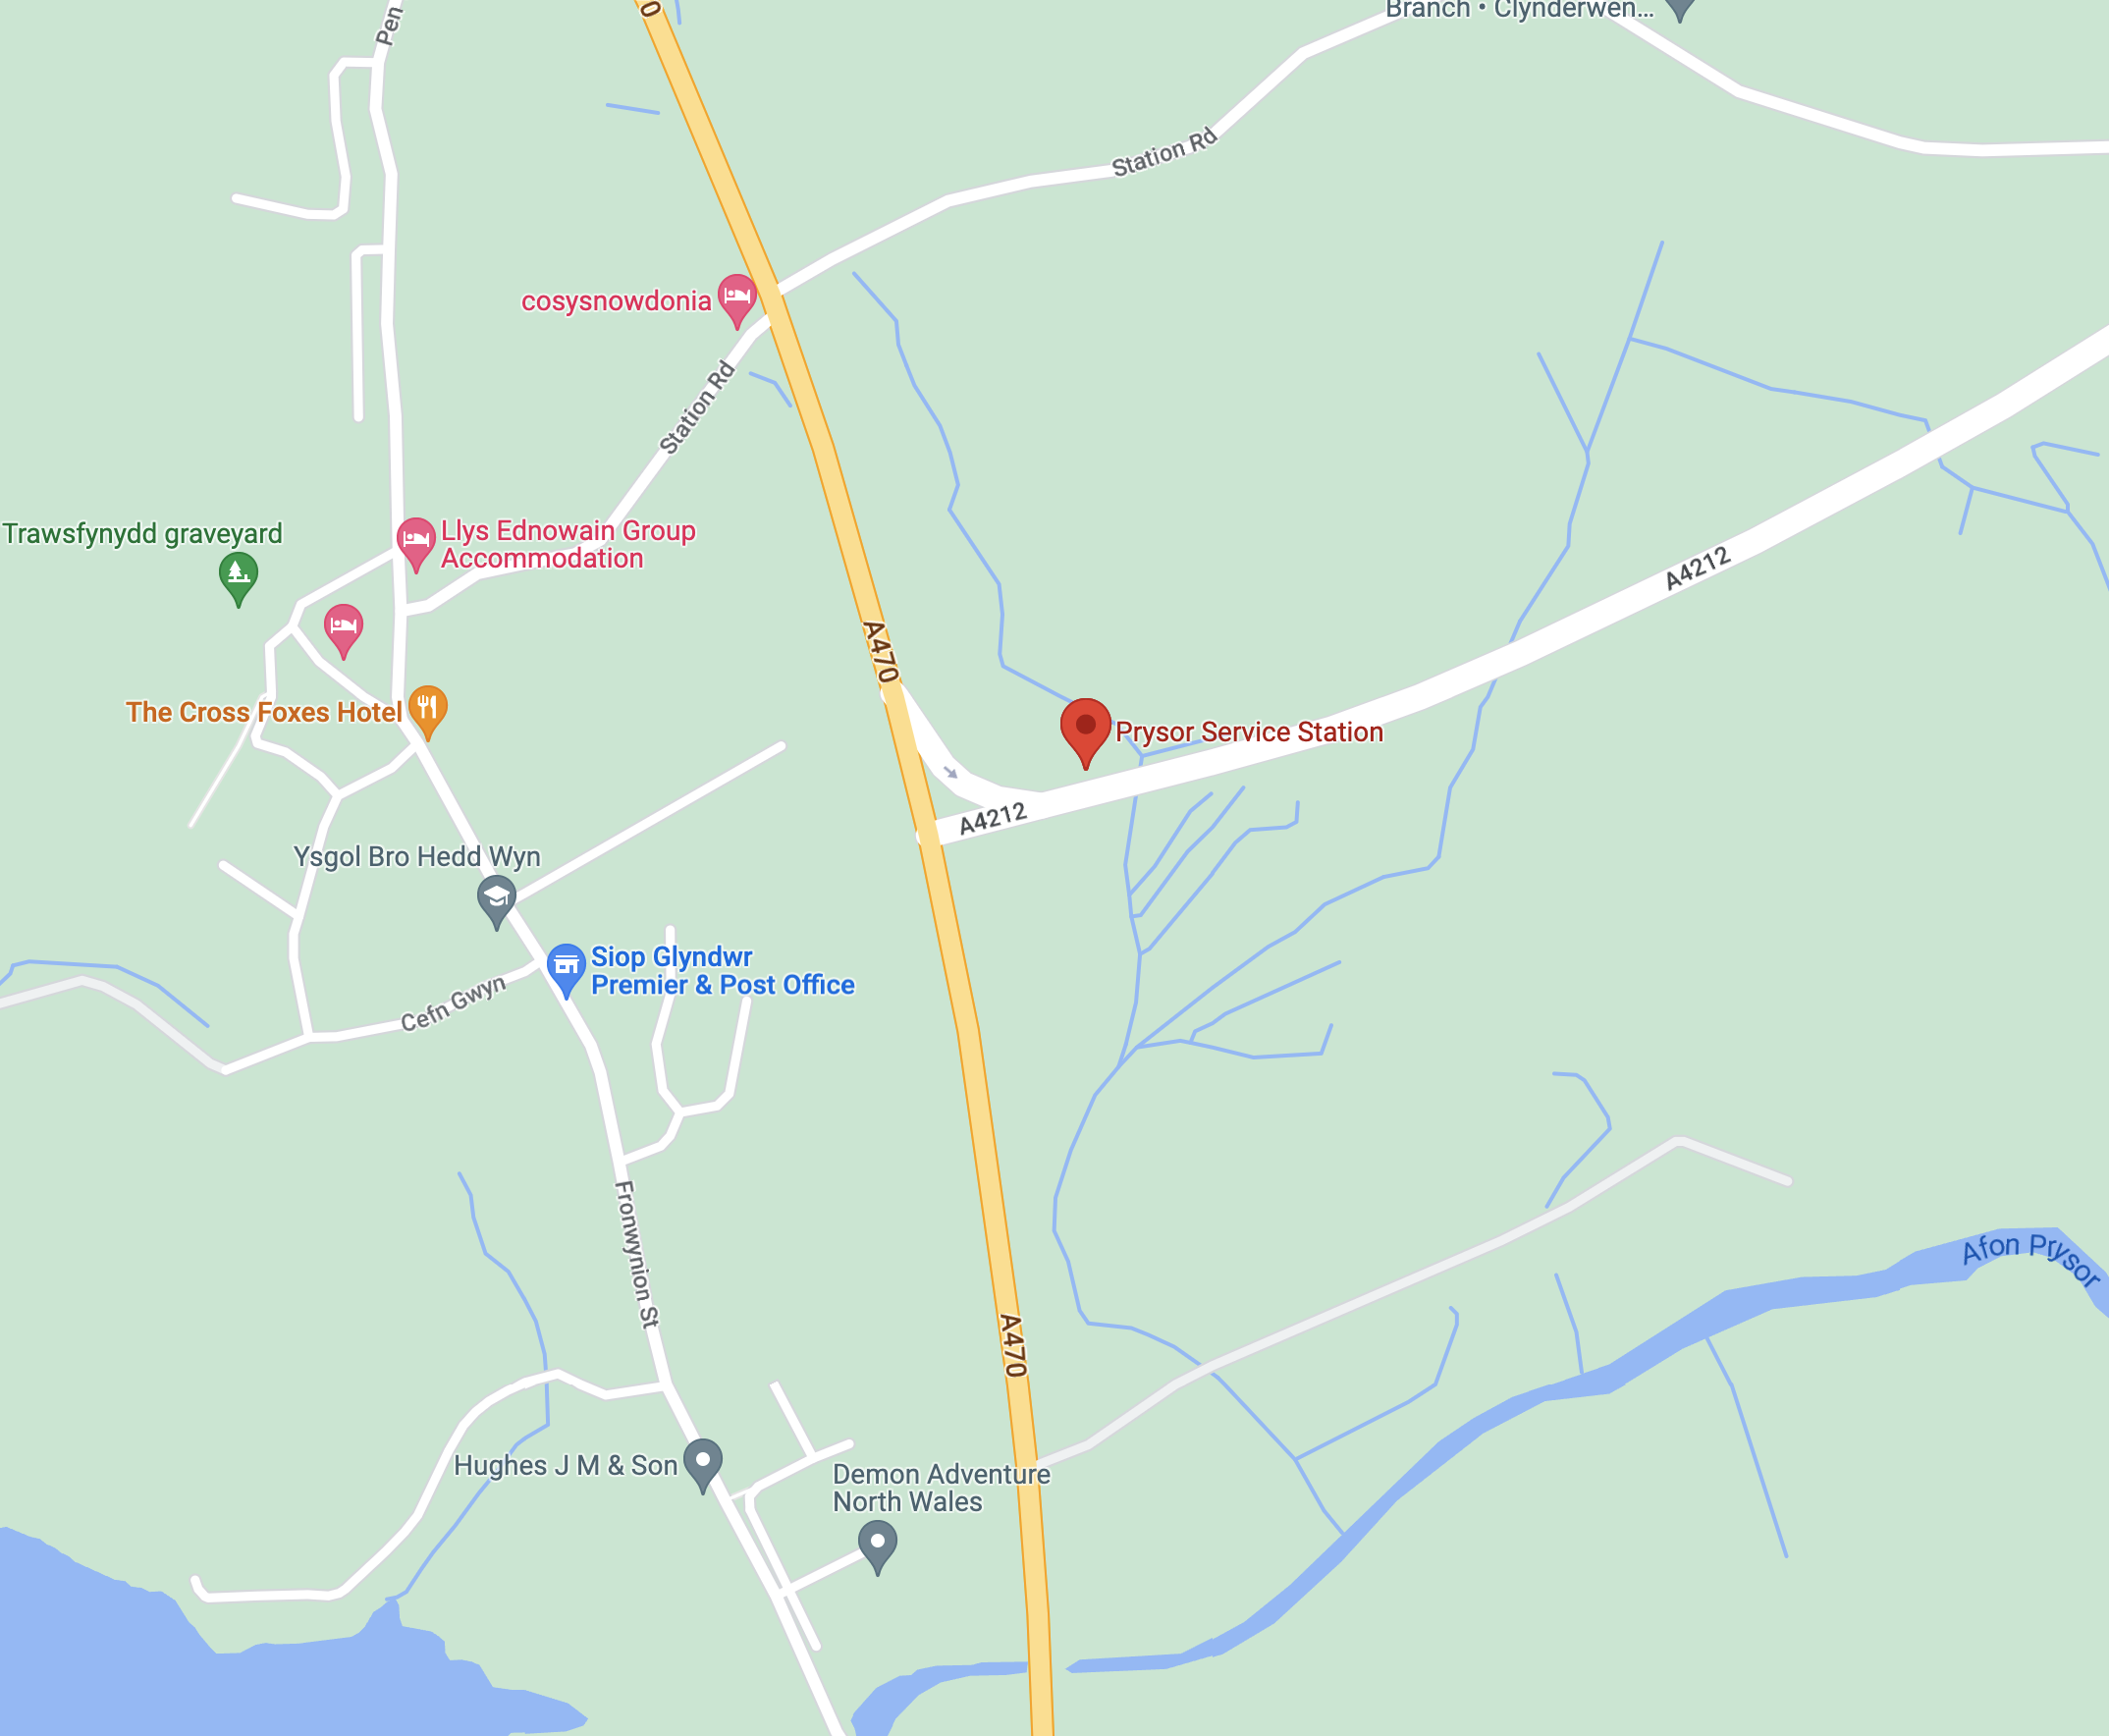 Pen
0
Branch • Clynderwen...
Station Rd
cosysnowdonia
Station Rd
Trawsfynydd graveyard
Llys Ednowain Group
Accommodation
A4212
A470
The Cross Foxes Hotel
Prysor Service Station
A4212
Ysgol Bro Hedd Wyn
Siop Glyndwr
Premier & Post Office
Cefn Gwyn
Fronwynion St
Afon Prysor
A470
Hughes J M & Son
Demon Adventure
North Wales